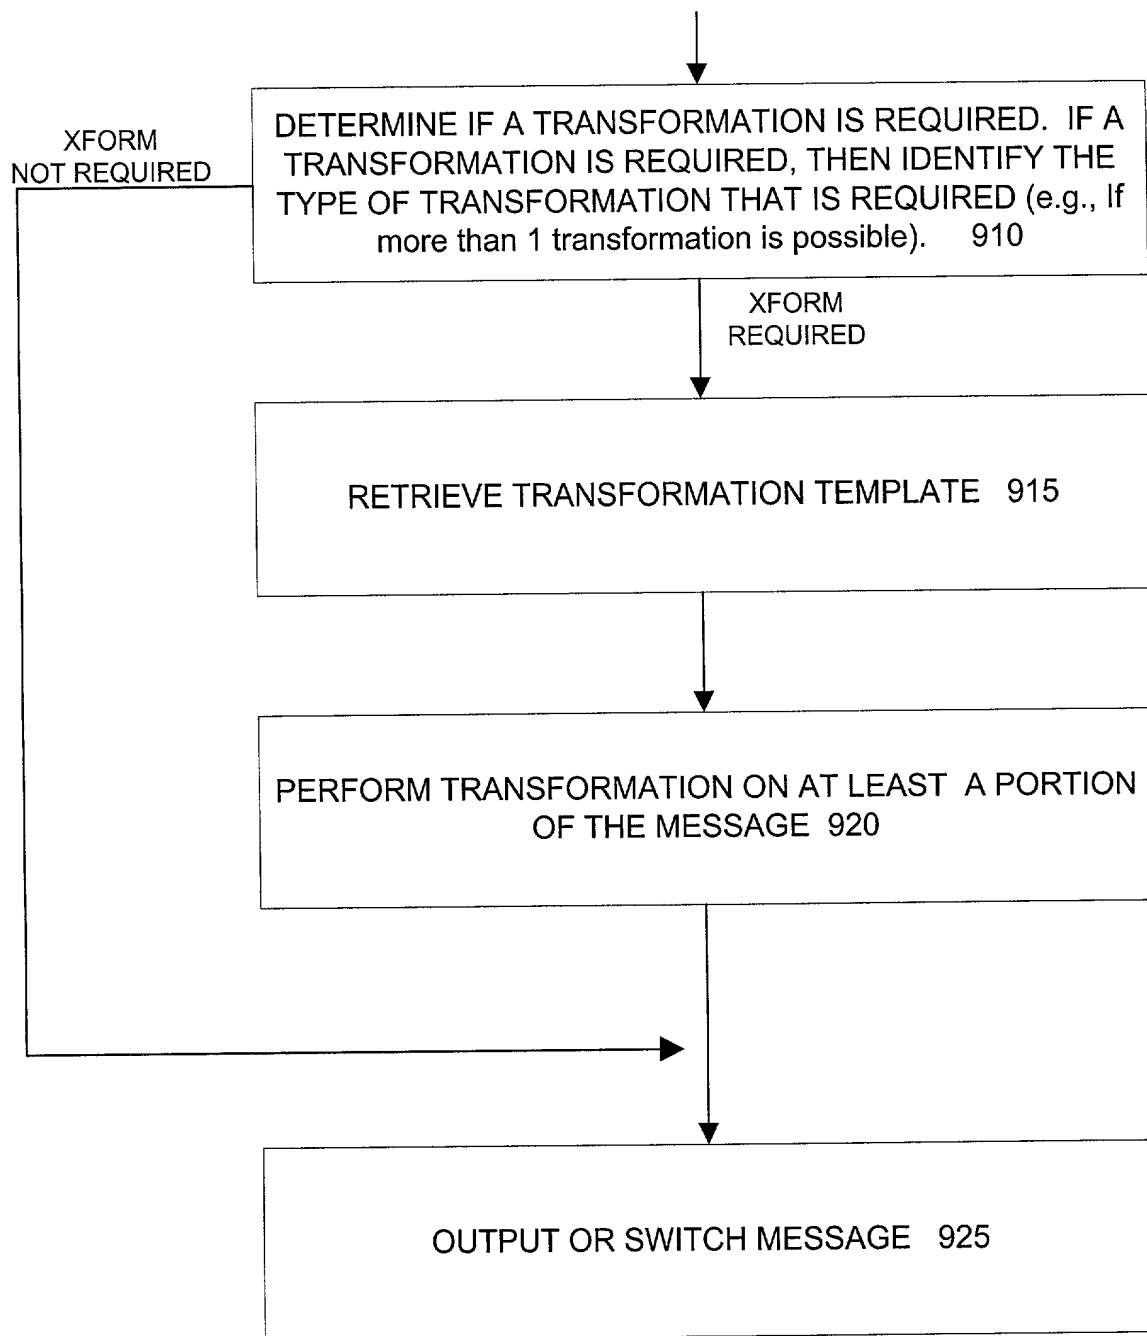 DETERMINE IF A TRANSFORMATION IS REQUIRED. IF A
TRANSFORMATION IS REQUIRED, THEN IDENTIFY THE
TYPE OF TRANSFORMATION THAT IS REQUIRED (e.g., If
more than 1 transformation is possible). 910
XFORM
NOT REQUIRED
XFORM
REQUIRED
RETRIEVE TRANSFORMATION TEMPLATE 915
PERFORM TRANSFORMATION ON AT LEAST A PORTION
OF THE MESSAGE 920
OUTPUT OR SWITCH MESSAGE 925